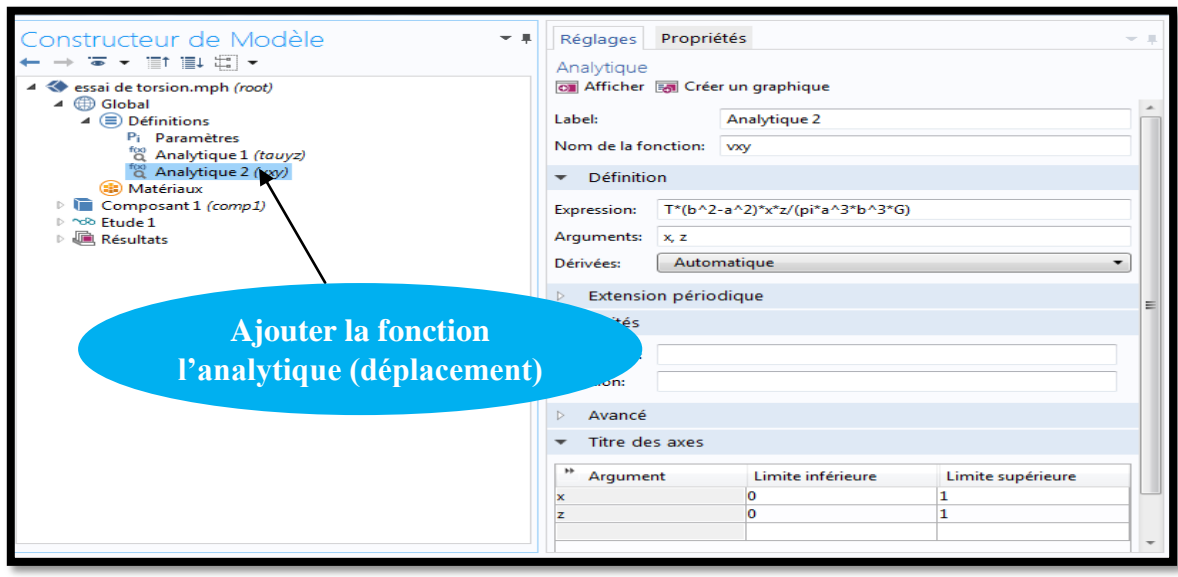 Constructeur de Modèle
essai de torsion.mph (root)
Global
Définitions
Pi Paramètres
Analytique 1 (tauyz)
Analytique 2 (vxy)
Matériaux
Composant 1 (comp1)
Etude 1
Résultats
Ajouter la fonction
l'analytique (déplacement)
Réglages Propriétés
Analytique
Afficher Créer un graphique
Label: Analytique 2
Nom de la fonction: vxy
Définition
Expression: T*(b^2-a^2)*x*z/(pi*a^3*b^3*G)
Arguments: x, z
Dérivées: Automatique
Extension périodique
Avancé
Titre des axes
Argument Limite inférieure Limite supérieure
x 0 1
z 0 1